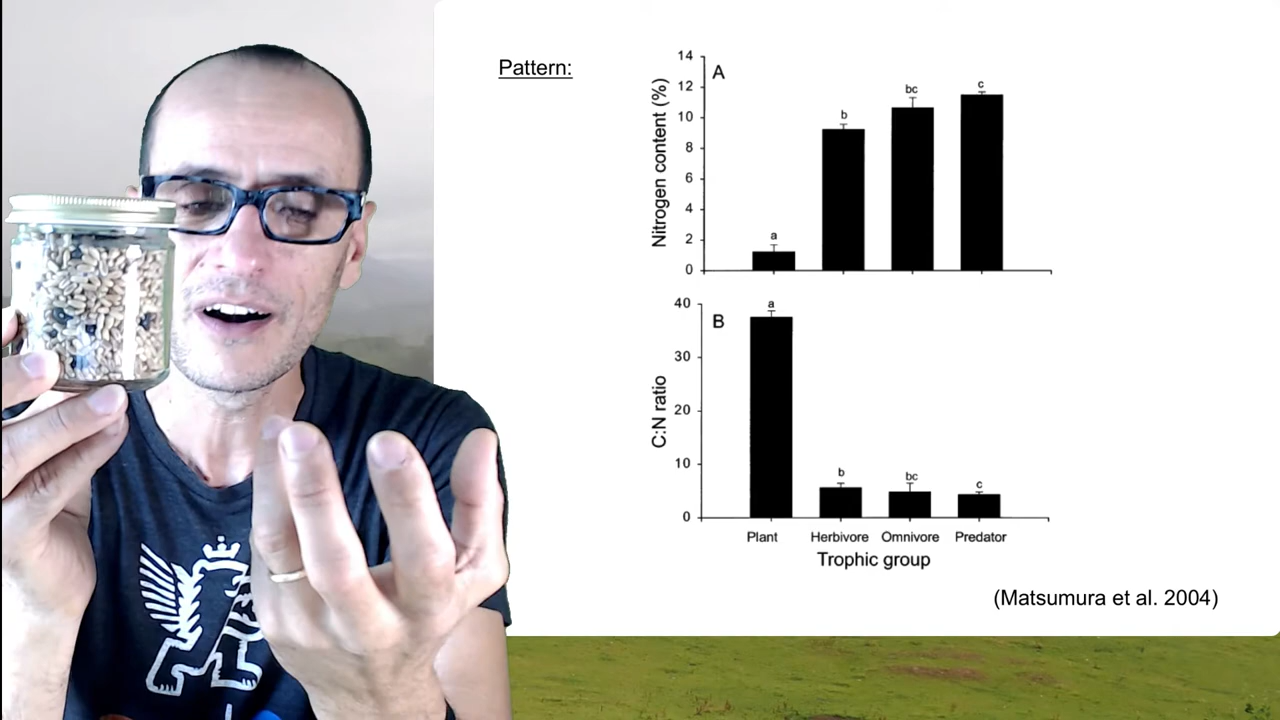 Pattern:
A
Nitrogen content (%)
14
12
10
8
6
4
2
0
a
b
bc
c
B
C:N ratio
40
30
20
10
0
a
b
bc
c
Plant Herbivore Omnivore Predator
Trophic group
(Matsumura et al. 2004)